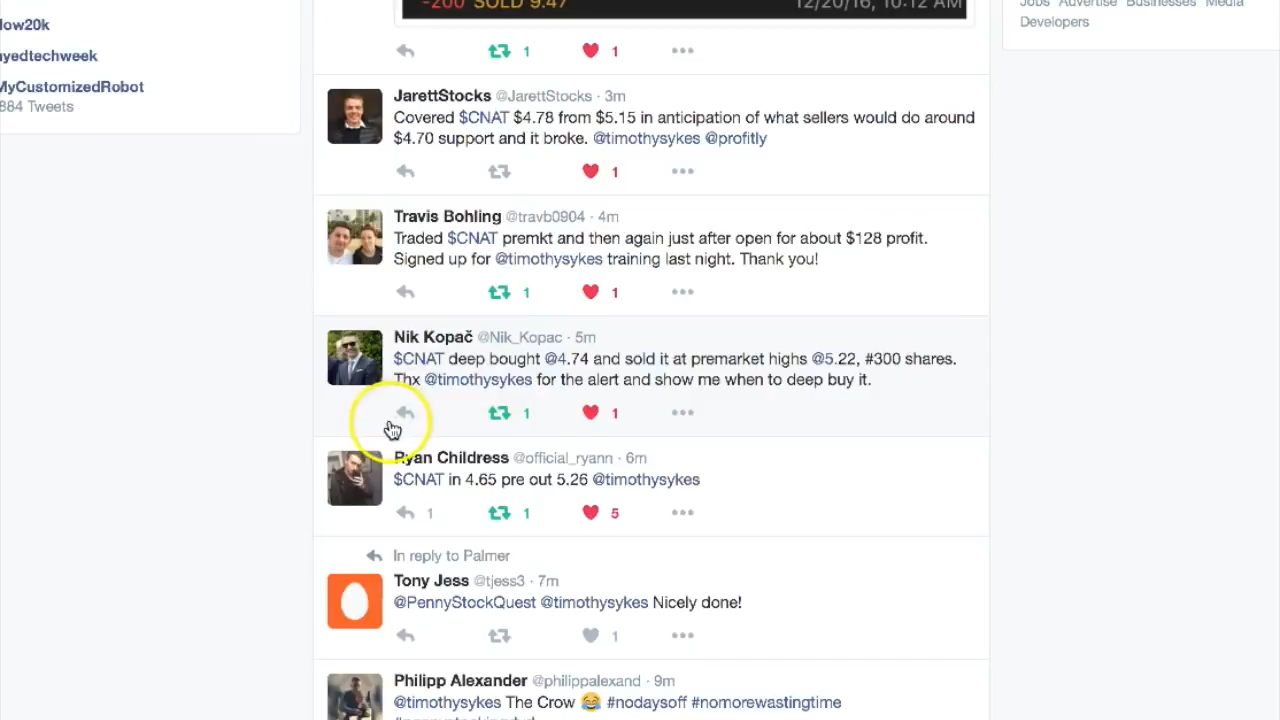 -200 SOLD 9.47
12/20/16, 10:12 AM
Jobs Advertise Businesses Media
Developers
low20k
nyedtechweek
MyCustomizedRobot
884 Tweets
1 1
JarettStocks @JarettStocks · 3m
Covered $CNAT $4.78 from $5.15 in anticipation of what sellers would do around
$4.70 support and it broke. @timothysykes @profitly
1
Travis Bohling @travb0904 · 4m
Traded $CNAT premkt and then again just after open for about $128 profit.
Signed up for @timothysykes training last night. Thank you!
1 1
Nik Kopač @Nik_Kopac · 5m
$CNAT deep bought @4.74 and sold it at premarket highs @5.22, #300 shares.
Thx @timothysykes for the alert and show me when to deep buy it.
1 1
Ryan Childress @official_ryann · 6m
$CNAT in 4.65 pre out 5.26 @timothysykes
1 1 5
In reply to Palmer
Tony Jess @tjess3 · 7m
@PennyStockQuest @timothysykes Nicely done!
1
Philipp Alexander @philippalexand · 9m
@timothysykes The Crow 😂 #nodaysoff #nomorewastingtime